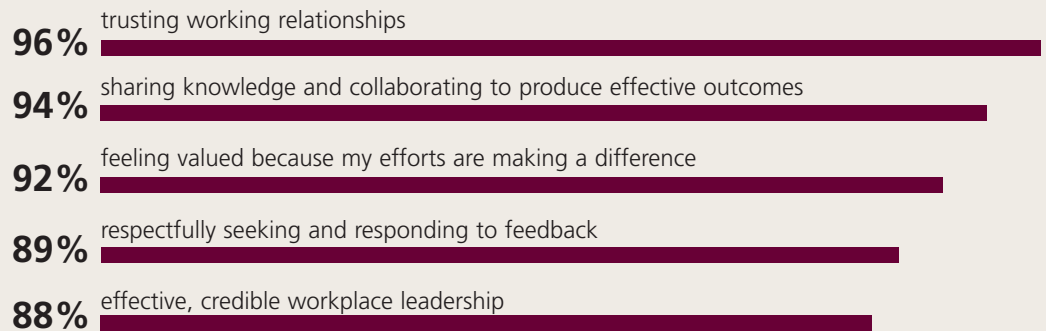 trusting working relationships
96%
sharing knowledge and collaborating to produce effective outcomes
94%
feeling valued because my efforts are making a difference
92%
respectfully seeking and responding to feedback
89%
effective, credible workplace leadership
88%